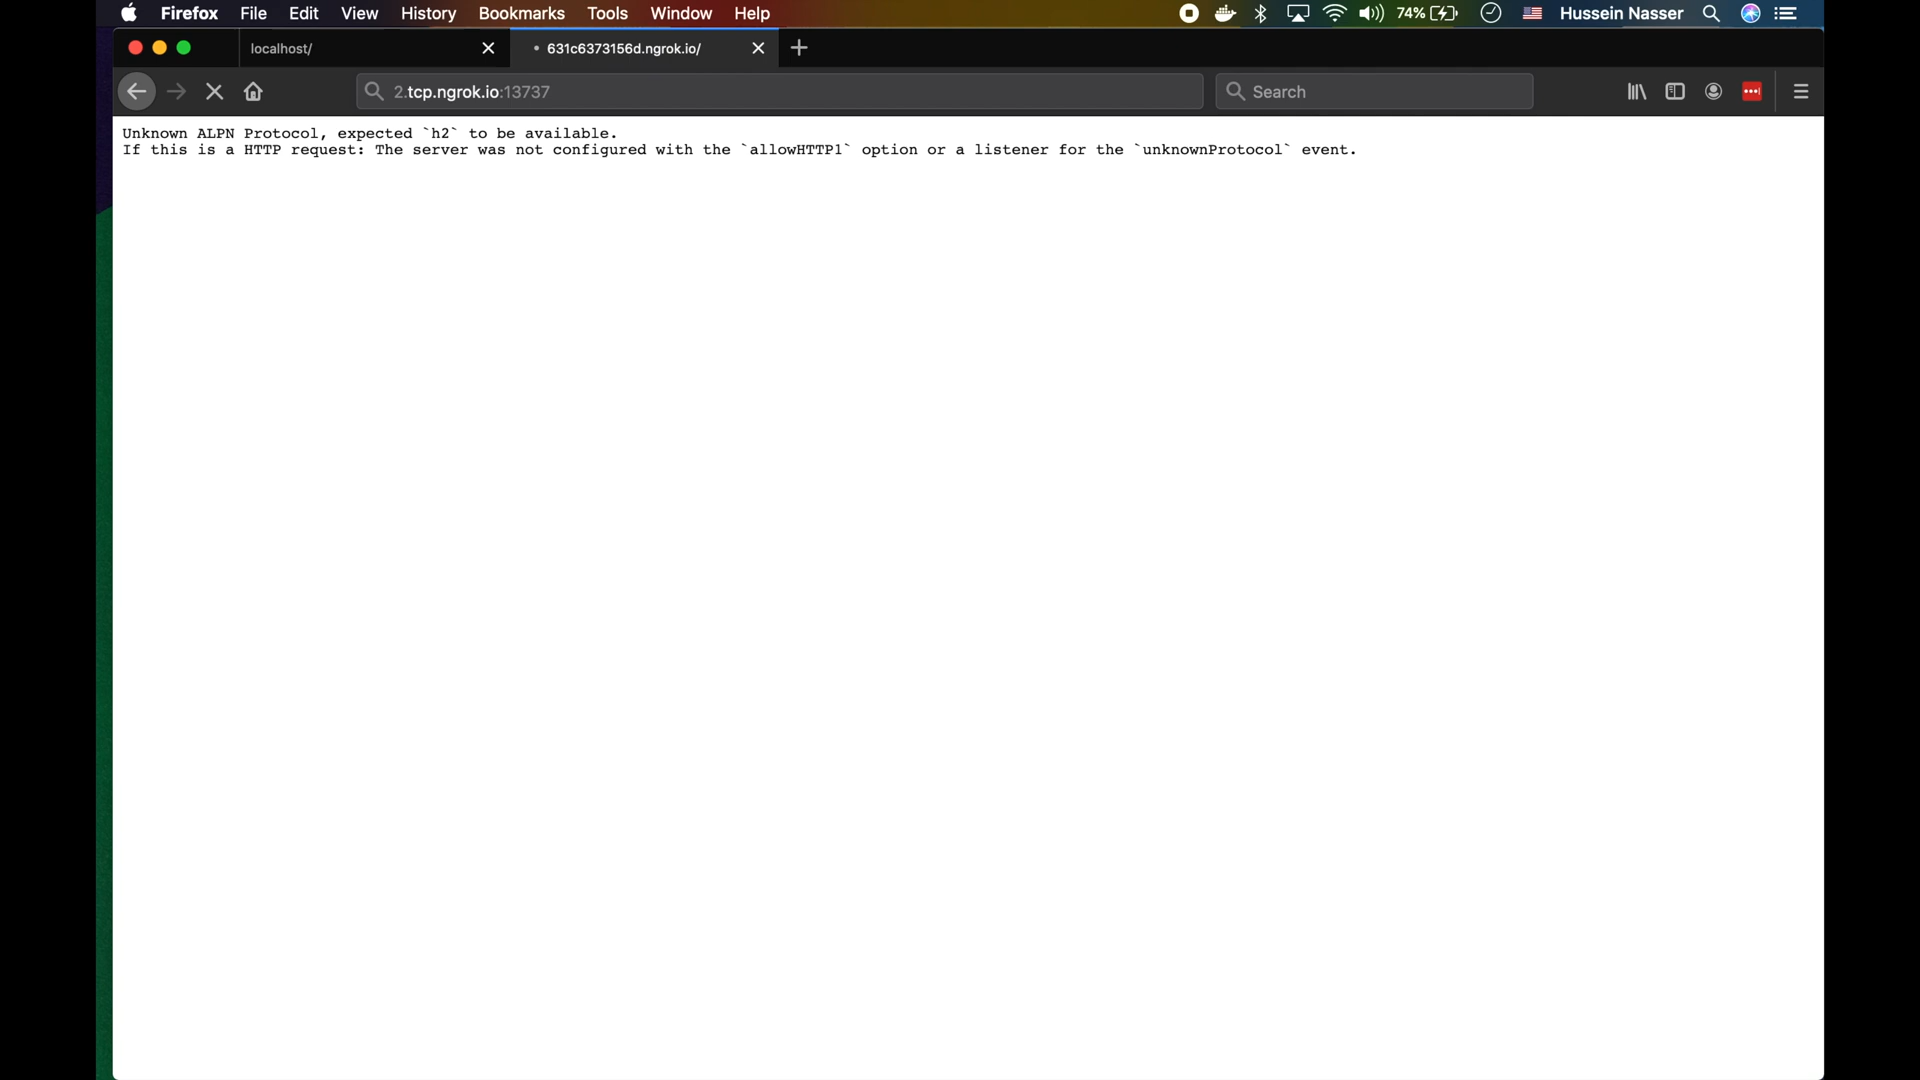 Firefox File Edit View History Bookmarks Tools Window Help 74% Hussein Nasser
localhost/ 631c6373156d.ngrok.io/
2.tcp.ngrok.io:13737 Search
Unknown ALPN Protocol, expected `h2` to be available.
If this is a HTTP request: The server was not configured with the `allowHTTP1` option or a listener for the `unknownProtocol` event.